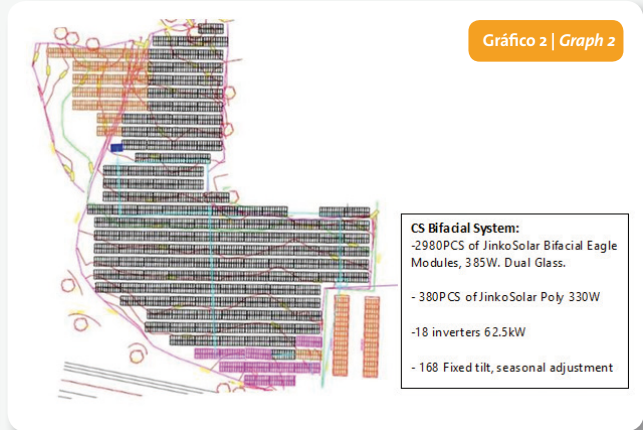 Gráfico 2 | Graph 2
CS Bifacial System:
-2980PCS of JinkoSolar Bifacial Eagle
Modules, 385W. Dual Glass.
- 380PCS of JinkoSolar Poly 330W
-18 inverters 62.5kW
- 168 Fixed tilt, seasonal adjustment